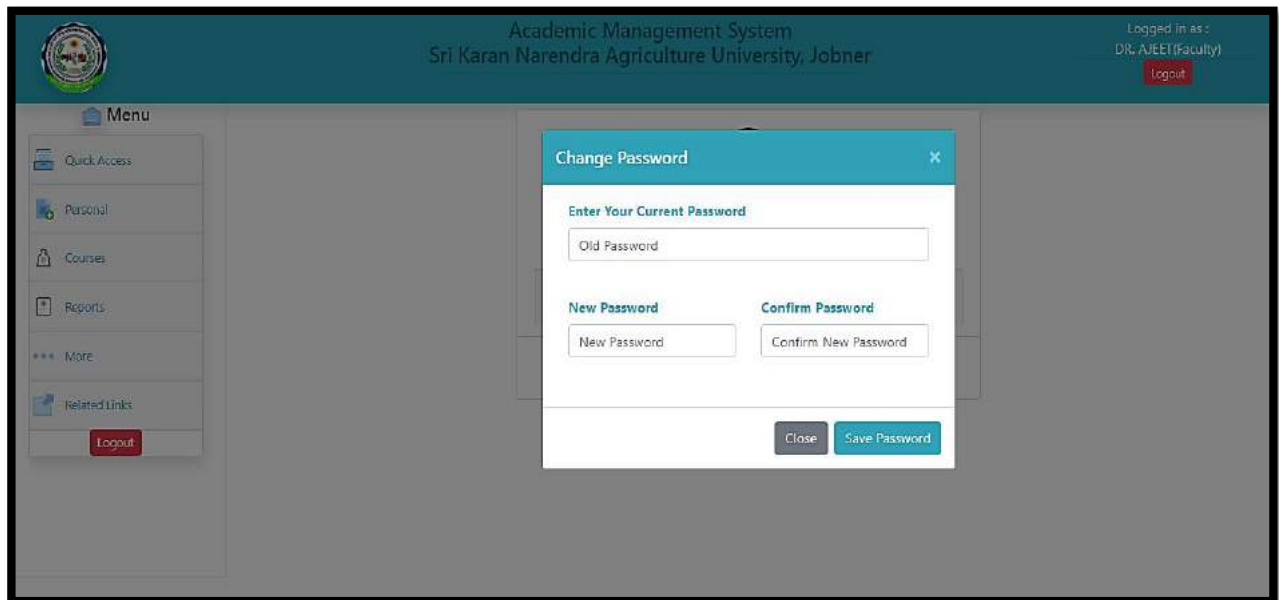 Academic Management System
Sri Karan Narendra Agriculture University, Jobner
Logged in as :
DR. AJEET(Faculty)
Logout
Menu
Quick Access
Personal
Courses
Reports
More
Related Links
Logout
Change Password ×
Enter Your Current Password
Old Password
New Password Confirm Password
New Password Confirm New Password
Close Save Password